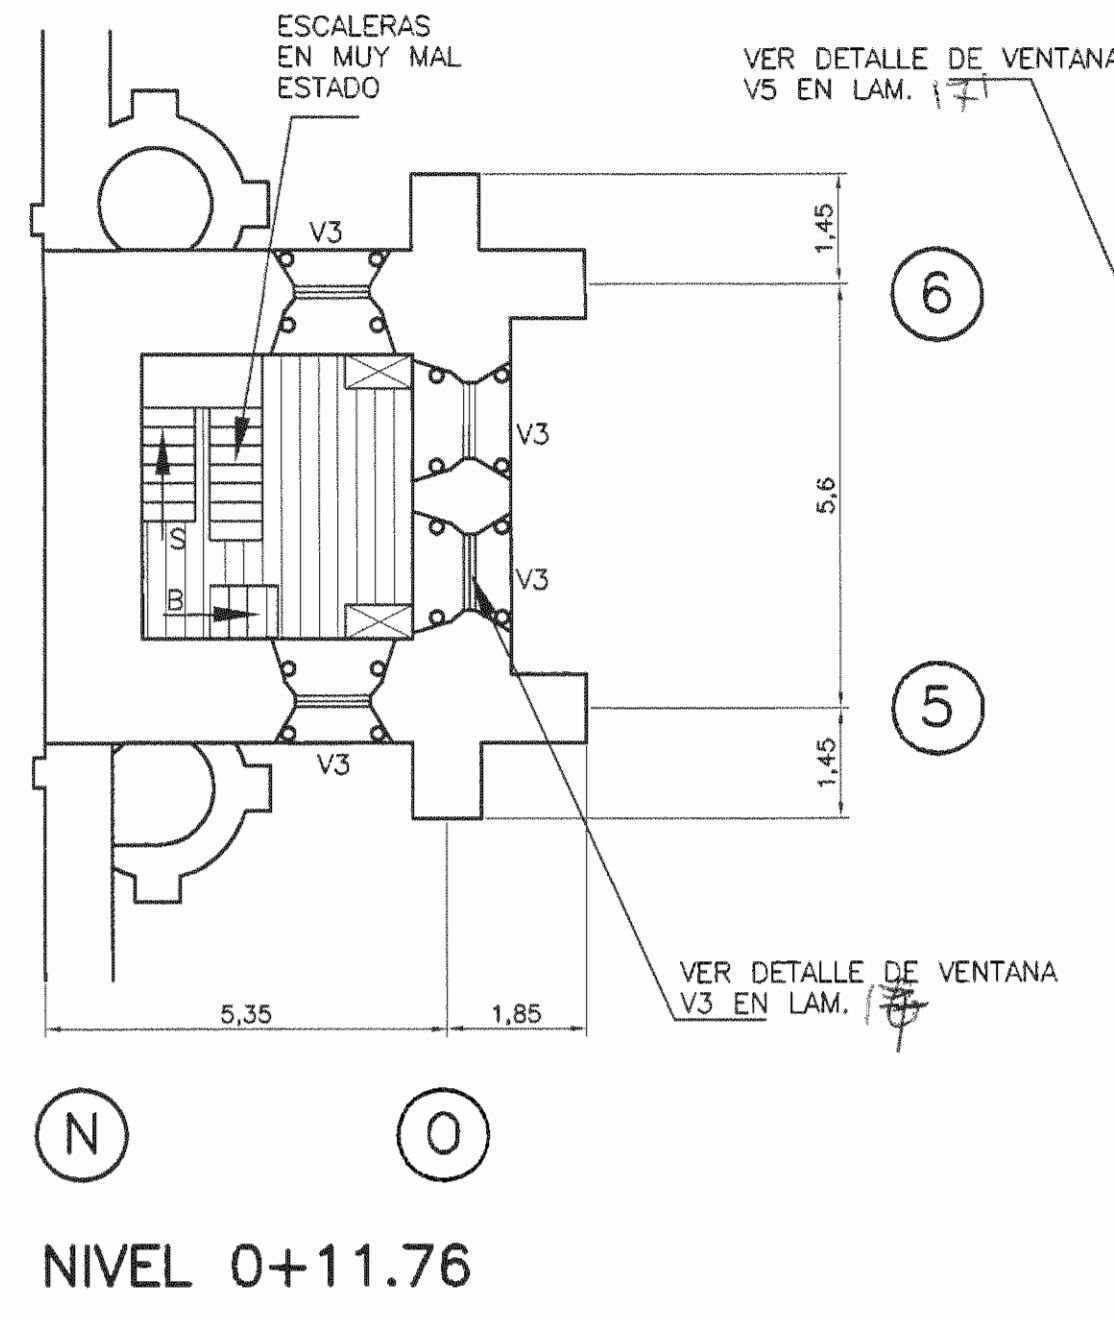 ESCALERAS
EN MUY MAL
ESTADO
VER DETALLE DE VENTANA
V5 EN LAM. 171
V3
1,45
6
V3
5,6
S
B
V3
5
V3
1,45
VER DETALLE DE VENTANA
V3 EN LAM.
5,35
1,85
N
O
NIVEL 0+11.76